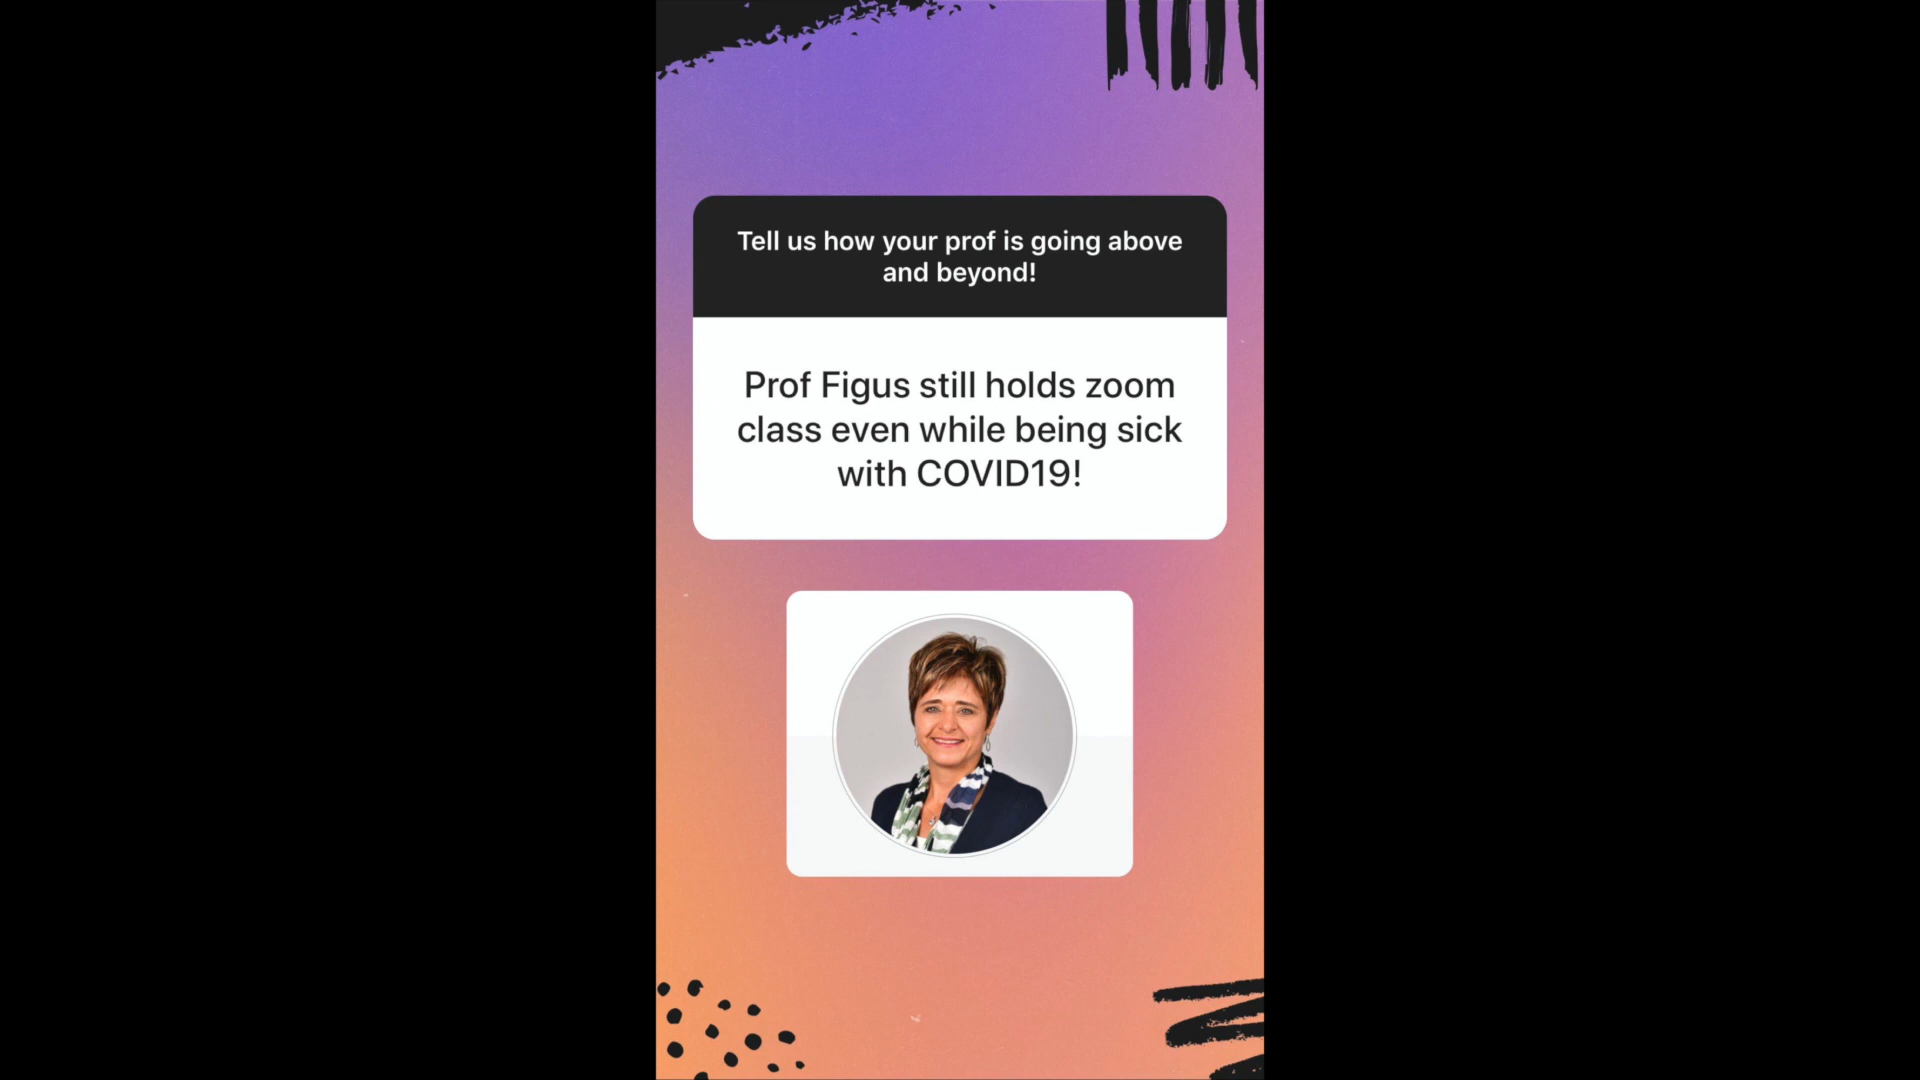 Tell us how your prof is going above
and beyond!
Prof Figus still holds zoom
class even while being sick
with COVID19!